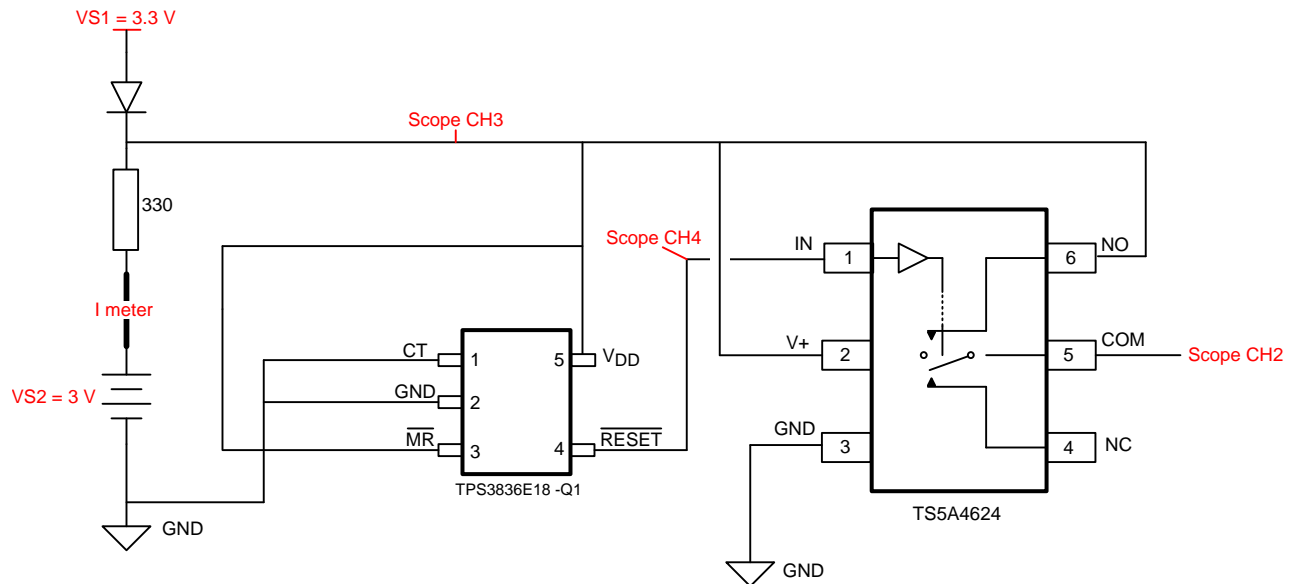 VS1 = 3.3 V
Scope CH3
330
Scope CH4
IN
1
6
NO
I meter
V+
2
5
COM
Scope CH2
CT
1
5
VDD
VS2 = 3 V
GND
2
MR
3
4
RESET
GND
3
4
NC
TPS3836E18 -Q1
TS5A4624
GND
GND